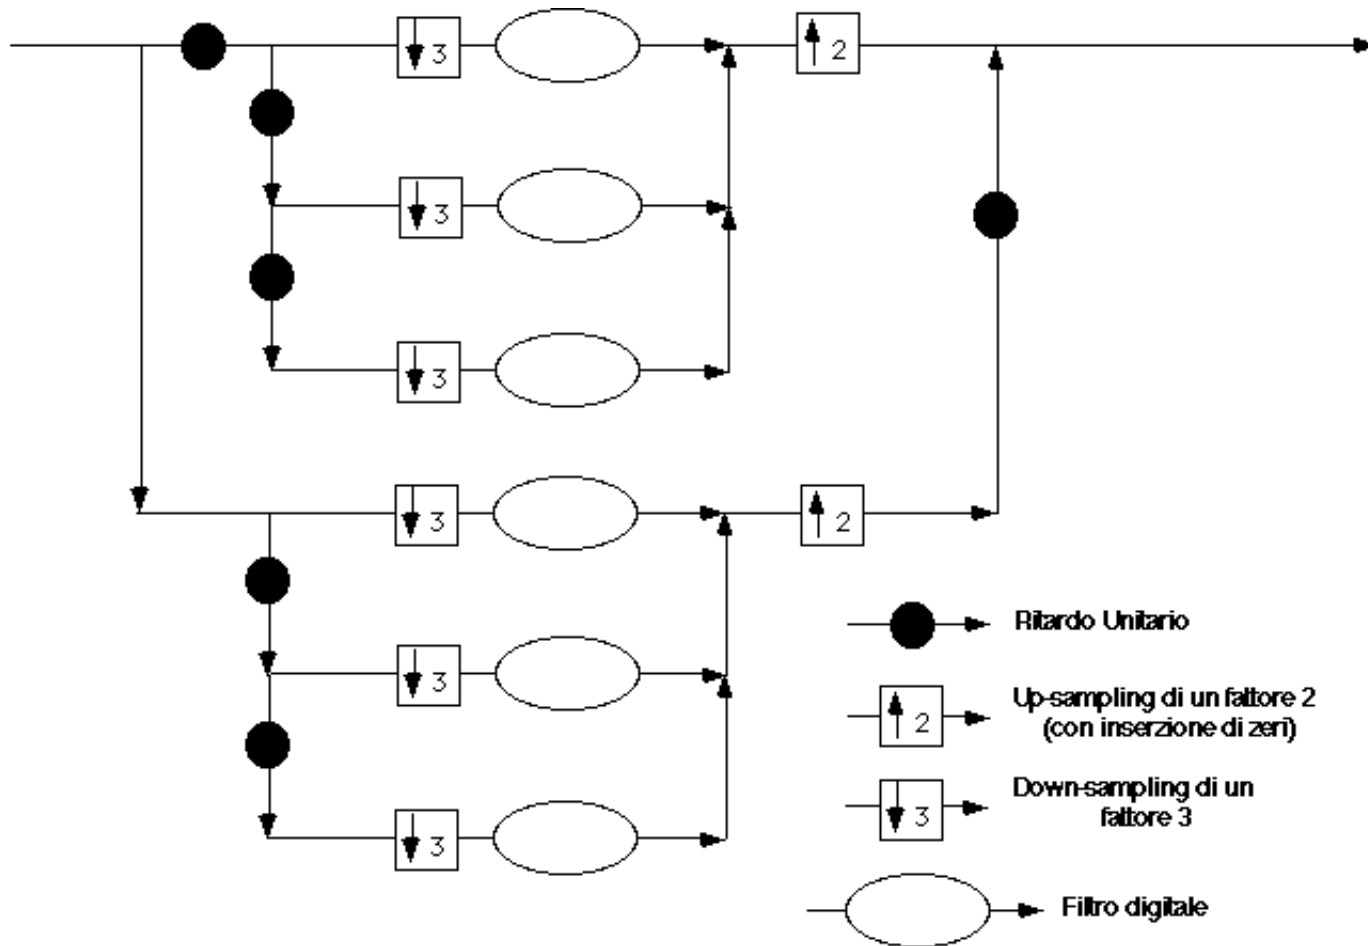 3
2
3
3
3
2
3
3
Ritardo Unitario
2
Up-sampling di un fattore 2
(con inserzione di zeri)
3
Down-sampling di un
fattore 3
Filtro digitale